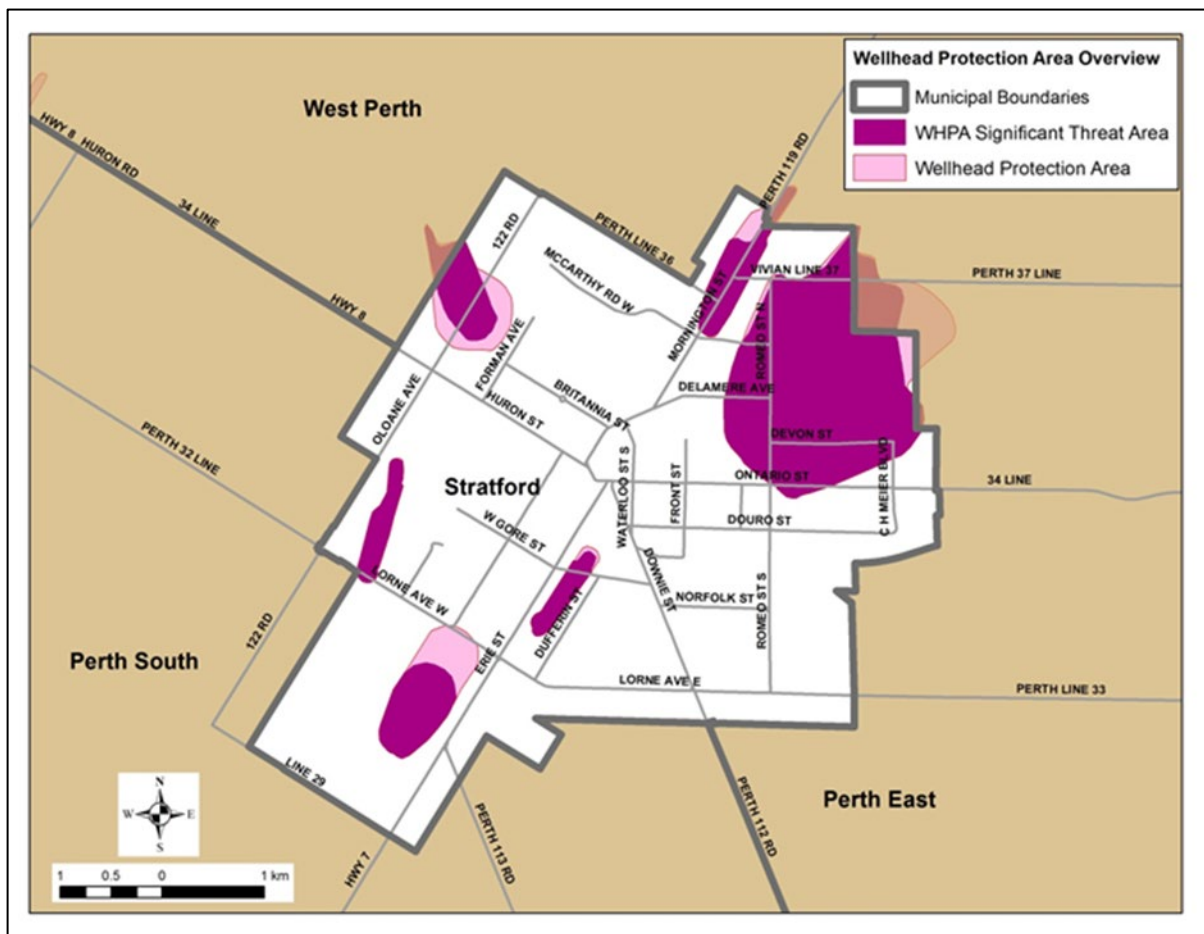 Wellhead Protection Area Overview
Municipal Boundaries
WHPA Significant Threat Area
Wellhead Protection Area
West Perth
HWY 8
HURON RD
34 LINE
HWY 8
122 RD
PERTH LINE 36
PERTH 119 RD
MCCARTHY RD W
MORNINGTON ST
VIVIAN LINE 37
PERTH 37 LINE
ROMEO ST N
FORMAN AVE
DELAMERE AVE
BRITANNIA ST
HURON ST
OLOANE AVE
PERTH 32 LINE
DEVON ST
ONTARIO ST
34 LINE
C H MEIER BLVD
Stratford
WATERLOO ST S
FRONT ST
DOURO ST
W GORE ST
DOWNIE ST
NORFOLK ST
ROMEO ST S
LORNE AVE W
DUFFERIN ST
ERIE ST
122 RD
Perth South
LORNE AVE E
PERTH LINE 33
LINE 29
Perth East
PERTH 112 RD
PERTH 113 RD
HWY 7
N
W E
S
1 0.5 0 1 km